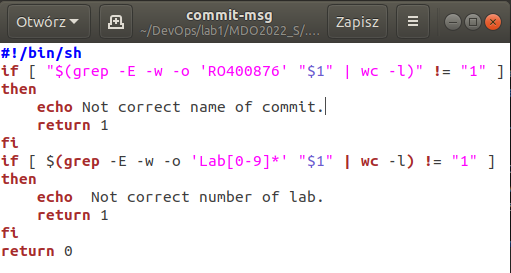 Otwórz
commit-msg
~/DevOps/lab1/MDO2022_S/....
Zapisz
#!/bin/sh
if [ "$(grep -E -w -o 'RO400876' "$1" | wc -l)" != "1" ]
then
    echo Not correct name of commit.
    return 1
fi
if [ $(grep -E -w -o 'Lab[0-9]*' "$1" | wc -l) != "1" ]
then
    echo  Not correct number of lab.
    return 1
fi
return 0